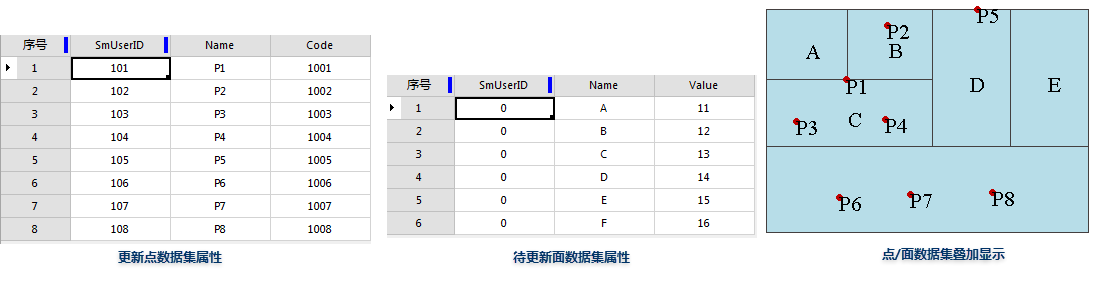 序号 SmUserID Name Code
1 101 P1 1001
2 102 P2 1002
3 103 P3 1003
4 104 P4 1004
5 105 P5 1005
6 106 P6 1006
7 107 P7 1007
8 108 P8 1008
更新点数据集属性
序号 SmUserID Name Value
1 0 A 11
2 0 B 12
3 0 C 13
4 0 D 14
5 0 E 15
6 0 F 16
待更新面数据集属性
P5
P2
A B
P1 D E
P3 C P4
P6 P7 P8
点/面数据集叠加显示